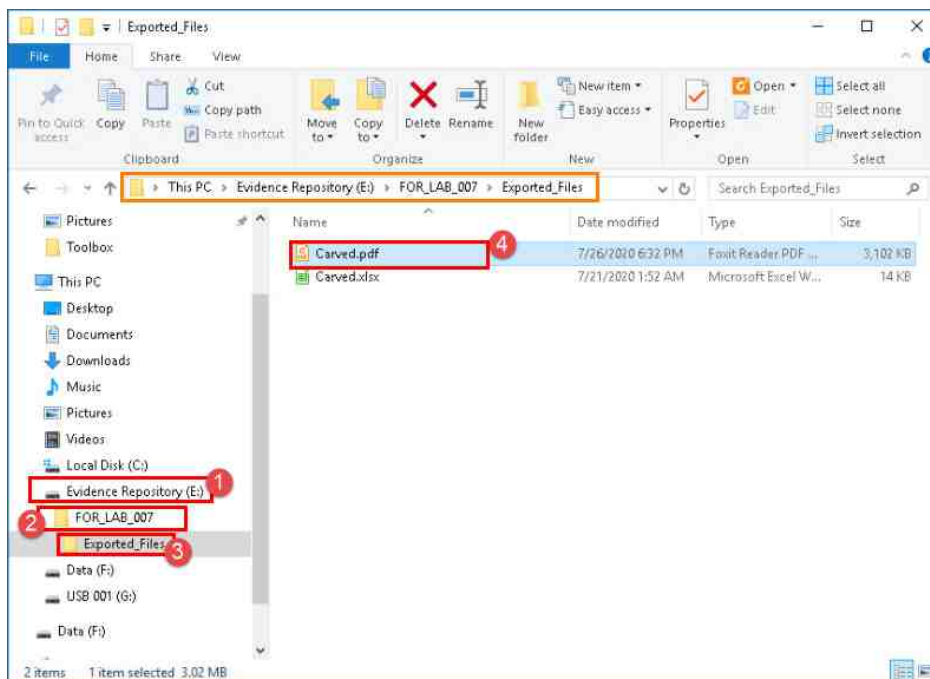 Exported_Files
File Home Share View
Pin to Quick access
Copy
Paste
Cut
Copy path
Paste shortcut
Clipboard
Move to
Copy to
Delete
Rename
Organize
New folder
New item
Easy access
New
Properties
Open
Edit
Open
Select all
Select none
Invert selection
Select
This PC > Evidence Repository (E:) > FOR_LAB_007 > Exported_Files
Search Exported_Files
Pictures
Toolbox
This PC
Desktop
Documents
Downloads
Music
Pictures
Videos
Local Disk (C:)
Evidence Repository (E:) 1
2 FOR_LAB_007
Exported_Files 3
Data (F:)
USB 001 (G:)
Data (F:)
Name Date modified Type Size
Carved.pdf 4 7/26/2020 6:32 PM Foxit Reader PDF ... 3,102 KB
Carved.xlsx 7/21/2020 1:52 AM Microsoft Excel W... 14 KB
2 items 1 item selected 3.02 MB